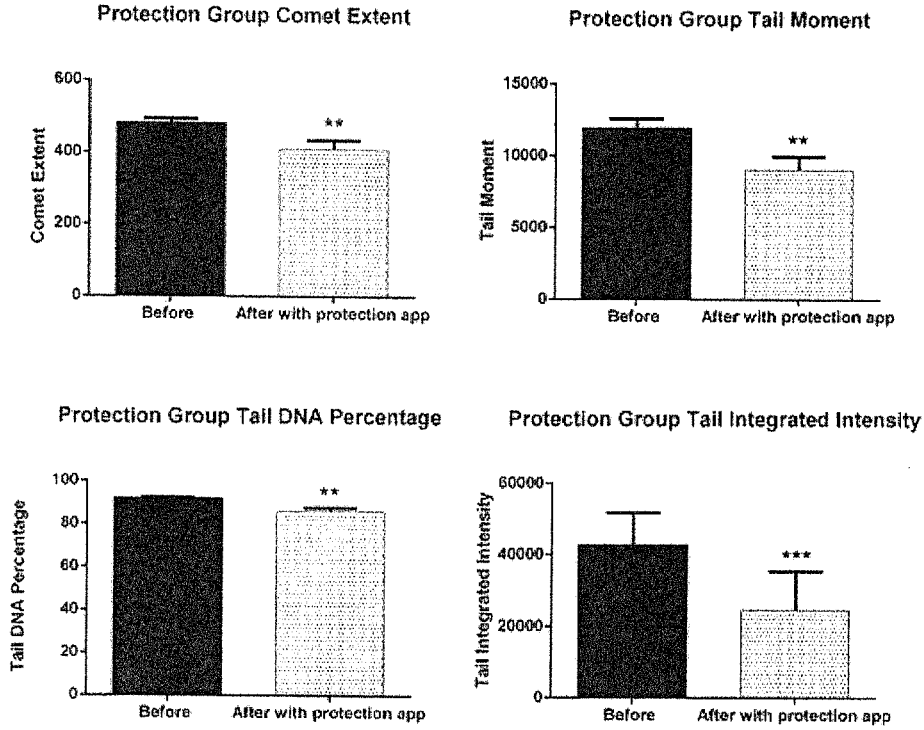 Protection Group Comet Extent
600
400
200
0
Comet Extent
**
Before
After with protection app
Protection Group Tail Moment
15000
10000
5000
0
Tail Moment
**
Before
After with protection app
Protection Group Tail DNA Percentage
100
80
60
40
20
0
Tail DNA Percentage
**
Before
After with protection app
Protection Group Tail Integrated Intensity
60000
40000
20000
0
Tail Integrated Intensity
***
Before
After with protection app